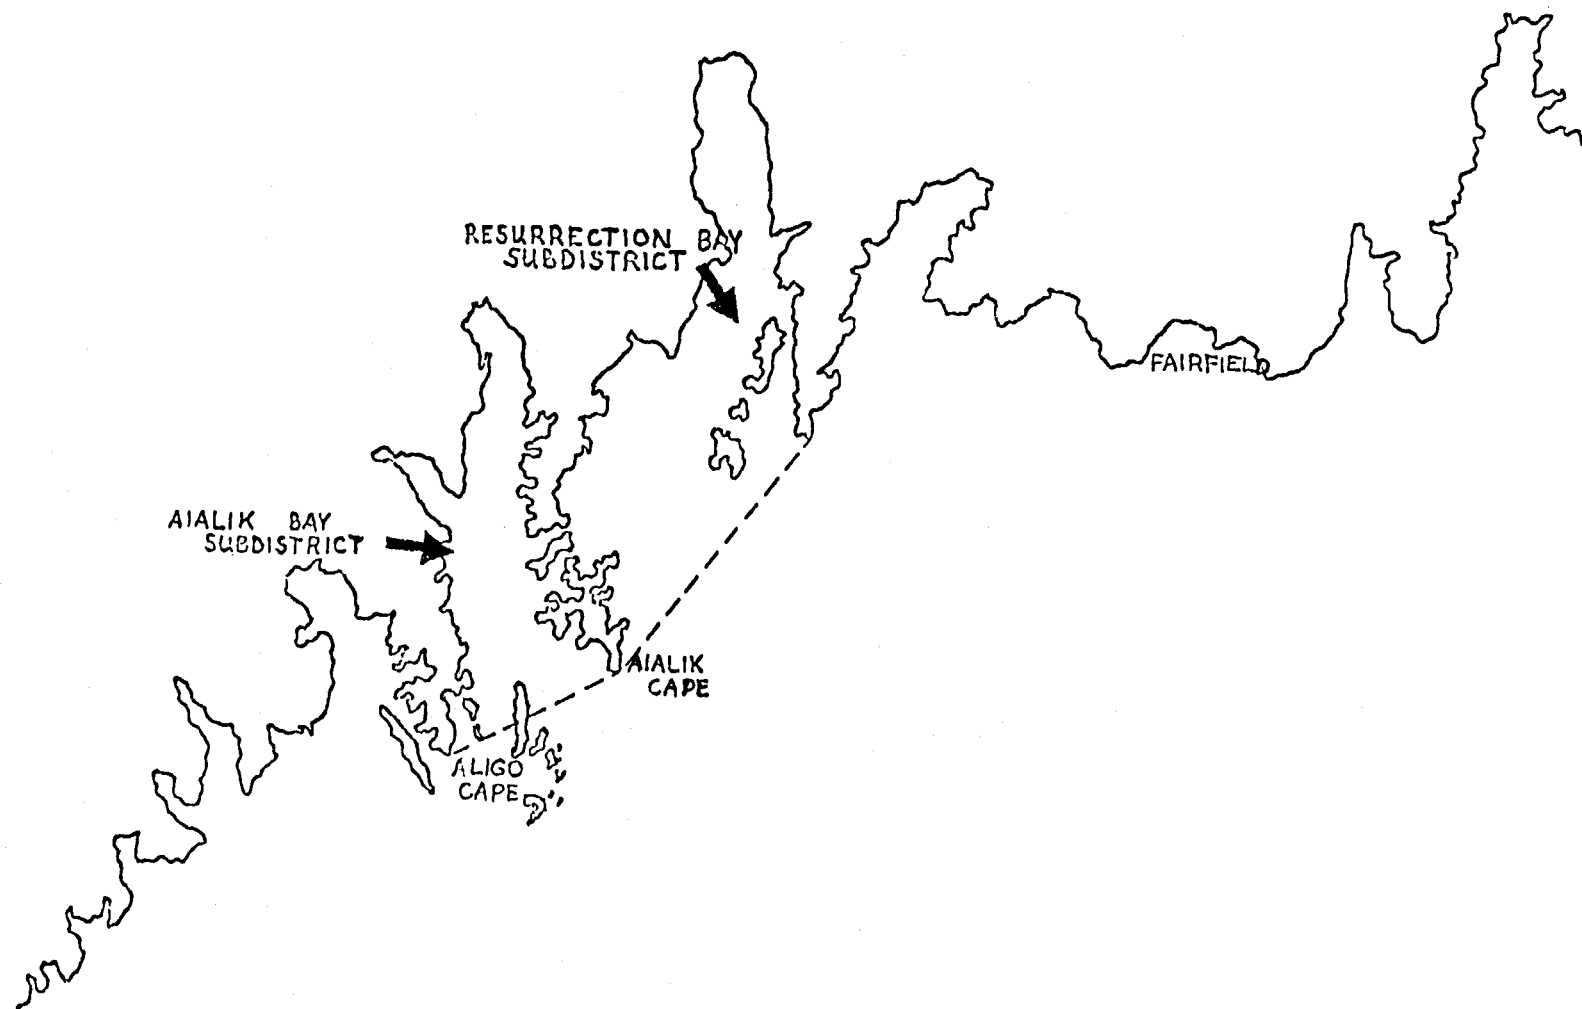 RESURRECTION BAY
SUBDISTRICT
FAIRFIELD
AIALIK BAY
SUBDISTRICT
AIALIK
CAPE
ALIGO
CAPE